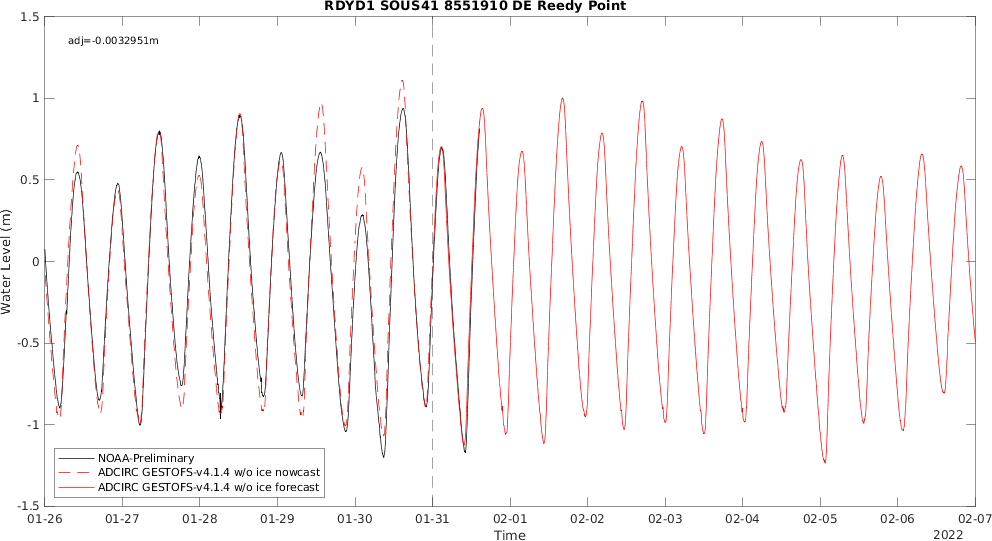 RDYD1 SOUS41 8551910 DE Reedy Point
1.5
adj=-0.0032951m
1
0.5
0
-0.5
-1
-1.5
Water Level (m)
NOAA-Preliminary
ADCIRC GESTOFS-v4.1.4 w/o ice nowcast
ADCIRC GESTOFS-v4.1.4 w/o ice forecast
01-26 01-27 01-28 01-29 01-30 01-31 02-01 02-02 02-03 02-04 02-05 02-06 02-07
Time
2022